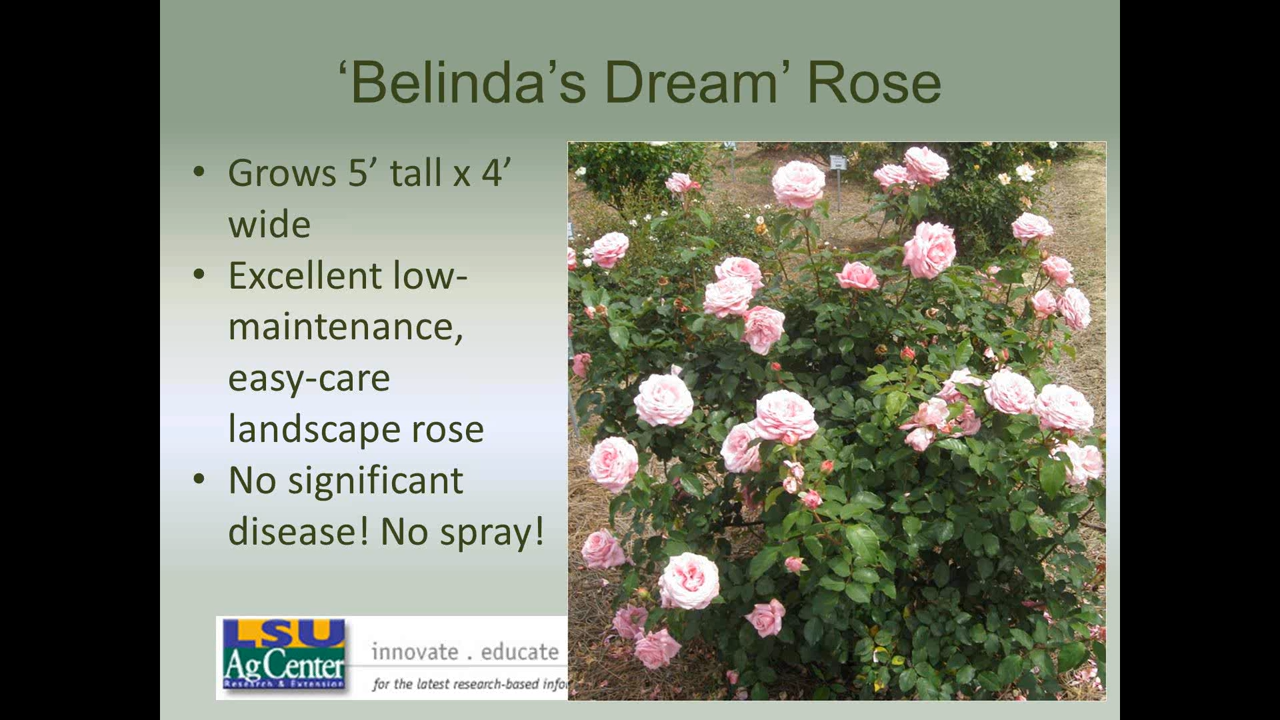 ‘Belinda’s Dream’ Rose
• Grows 5’ tall x 4’
wide
• Excellent low-
maintenance,
easy-care
landscape rose
• No significant
disease! No spray!
LSU
AgCenter
Research & Extension
innovate . educate
for the latest research-based info